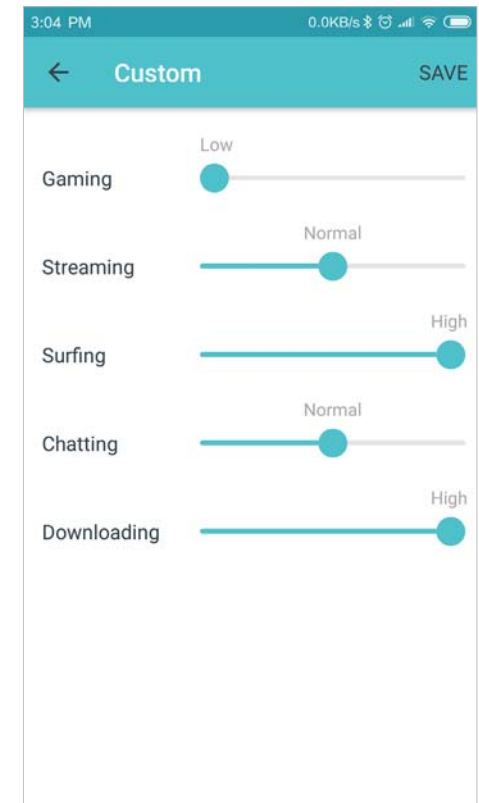 3:04 PM 0.0KB/s
Custom SAVE
Low
Gaming
Normal
Streaming
High
Surfing
Normal
Chatting
High
Downloading